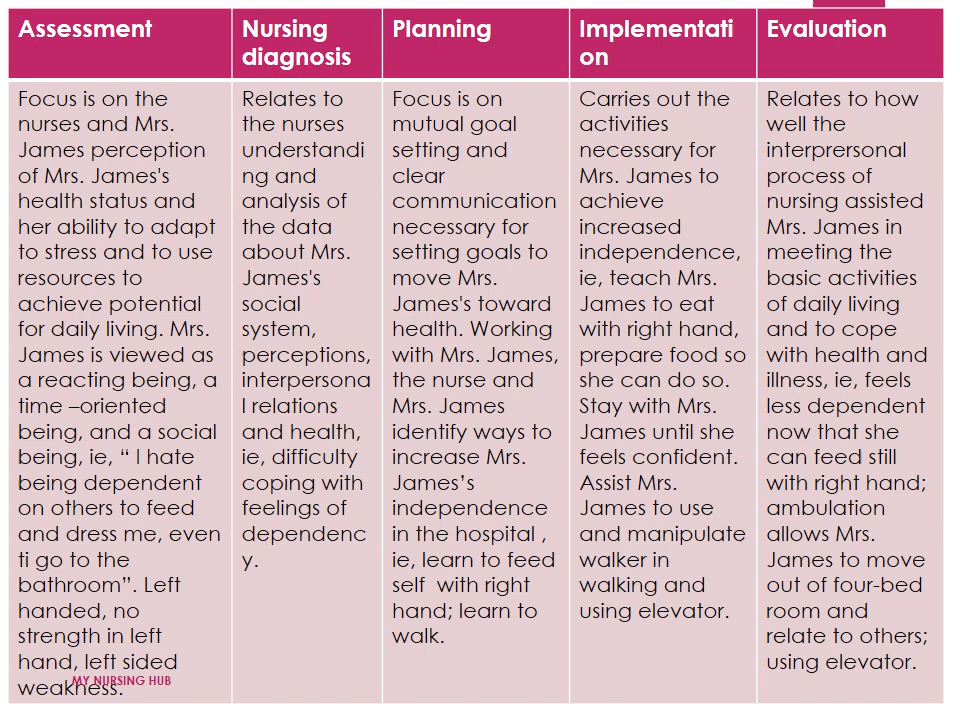 Assessment
Focus is on the
nurses and Mrs.
James perception
of Mrs. James's
health status and
her ability to adapt
to stress and to use
resources to
achieve potential
for daily living. Mrs.
James is viewed as
a reacting being, a
time –oriented
being, and a social
being, ie, “ I hate
being dependent
on others to feed
and dress me, even
ti go to the
bathroom”. Left
handed, no
strength in left
hand, left sided
weakness.
Nursing
diagnosis
Relates to
the nurses
understandi
ng and
analysis of
the data
about Mrs.
James's
social
system,
perceptions,
interpersona
l relations
and health,
ie, difficulty
coping with
feelings of
dependenc
y.
Planning
Focus is on
mutual goal
setting and
clear
communication
necessary for
setting goals to
move Mrs.
James's toward
health. Working
with Mrs. James,
the nurse and
Mrs. James
identify ways to
increase Mrs.
James’s
independence
in the hospital ,
ie, learn to feed
self  with right
hand; learn to
walk.
Implementati
on
Carries out the
activities
necessary for
Mrs. James to
achieve
increased
independence,
ie, teach Mrs.
James to eat
with right hand,
prepare food so
she can do so.
Stay with Mrs.
James until she
feels confident.
Assist Mrs.
James to use
and manipulate
walker in
walking and
using elevator.
Evaluation
Relates to how
well the
interprersonal
process of
nursing assisted
Mrs. James in
meeting the
basic activities
of daily living
and to cope
with health and
illness, ie, feels
less dependent
now that she
can feed still
with right hand;
ambulation
allows Mrs.
James to move
out of four-bed
room and
relate to others;
using elevator.
MY NURSING HUB